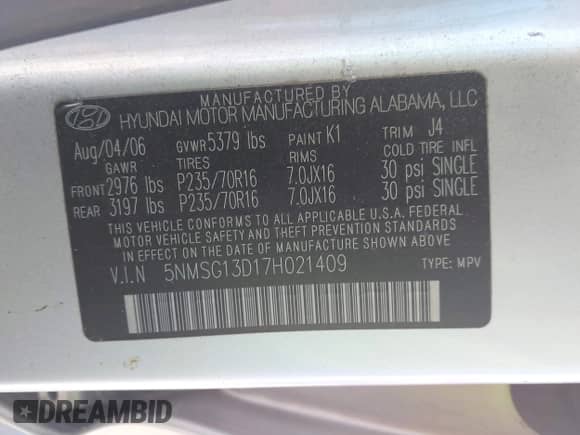 MANUFACTURED BY
HYUNDAI MOTOR MANUFACTURING ALABAMA, LLC
Aug/04/06 GVWR 5379 lbs PAINT K1 TRIM J4
GAWR TIRES RIMS COLD TIRE INFL
FRONT 2976 lbs P235/70R16 7.0JX16 30 psi SINGLE
REAR 3197 lbs P235/70R16 7.0JX16 30 psi SINGLE
THIS VEHICLE CONFORMS TO ALL APPLICABLE U.S.A. FEDERAL
MOTOR VEHICLE SAFETY AND THEFT PREVENTION STANDARDS
IN EFFECT ON THE DATE OF MANUFACTURE SHOWN ABOVE.
V.I.N 5NMSG13D17H021409 TYPE: MPV
DREAMBID